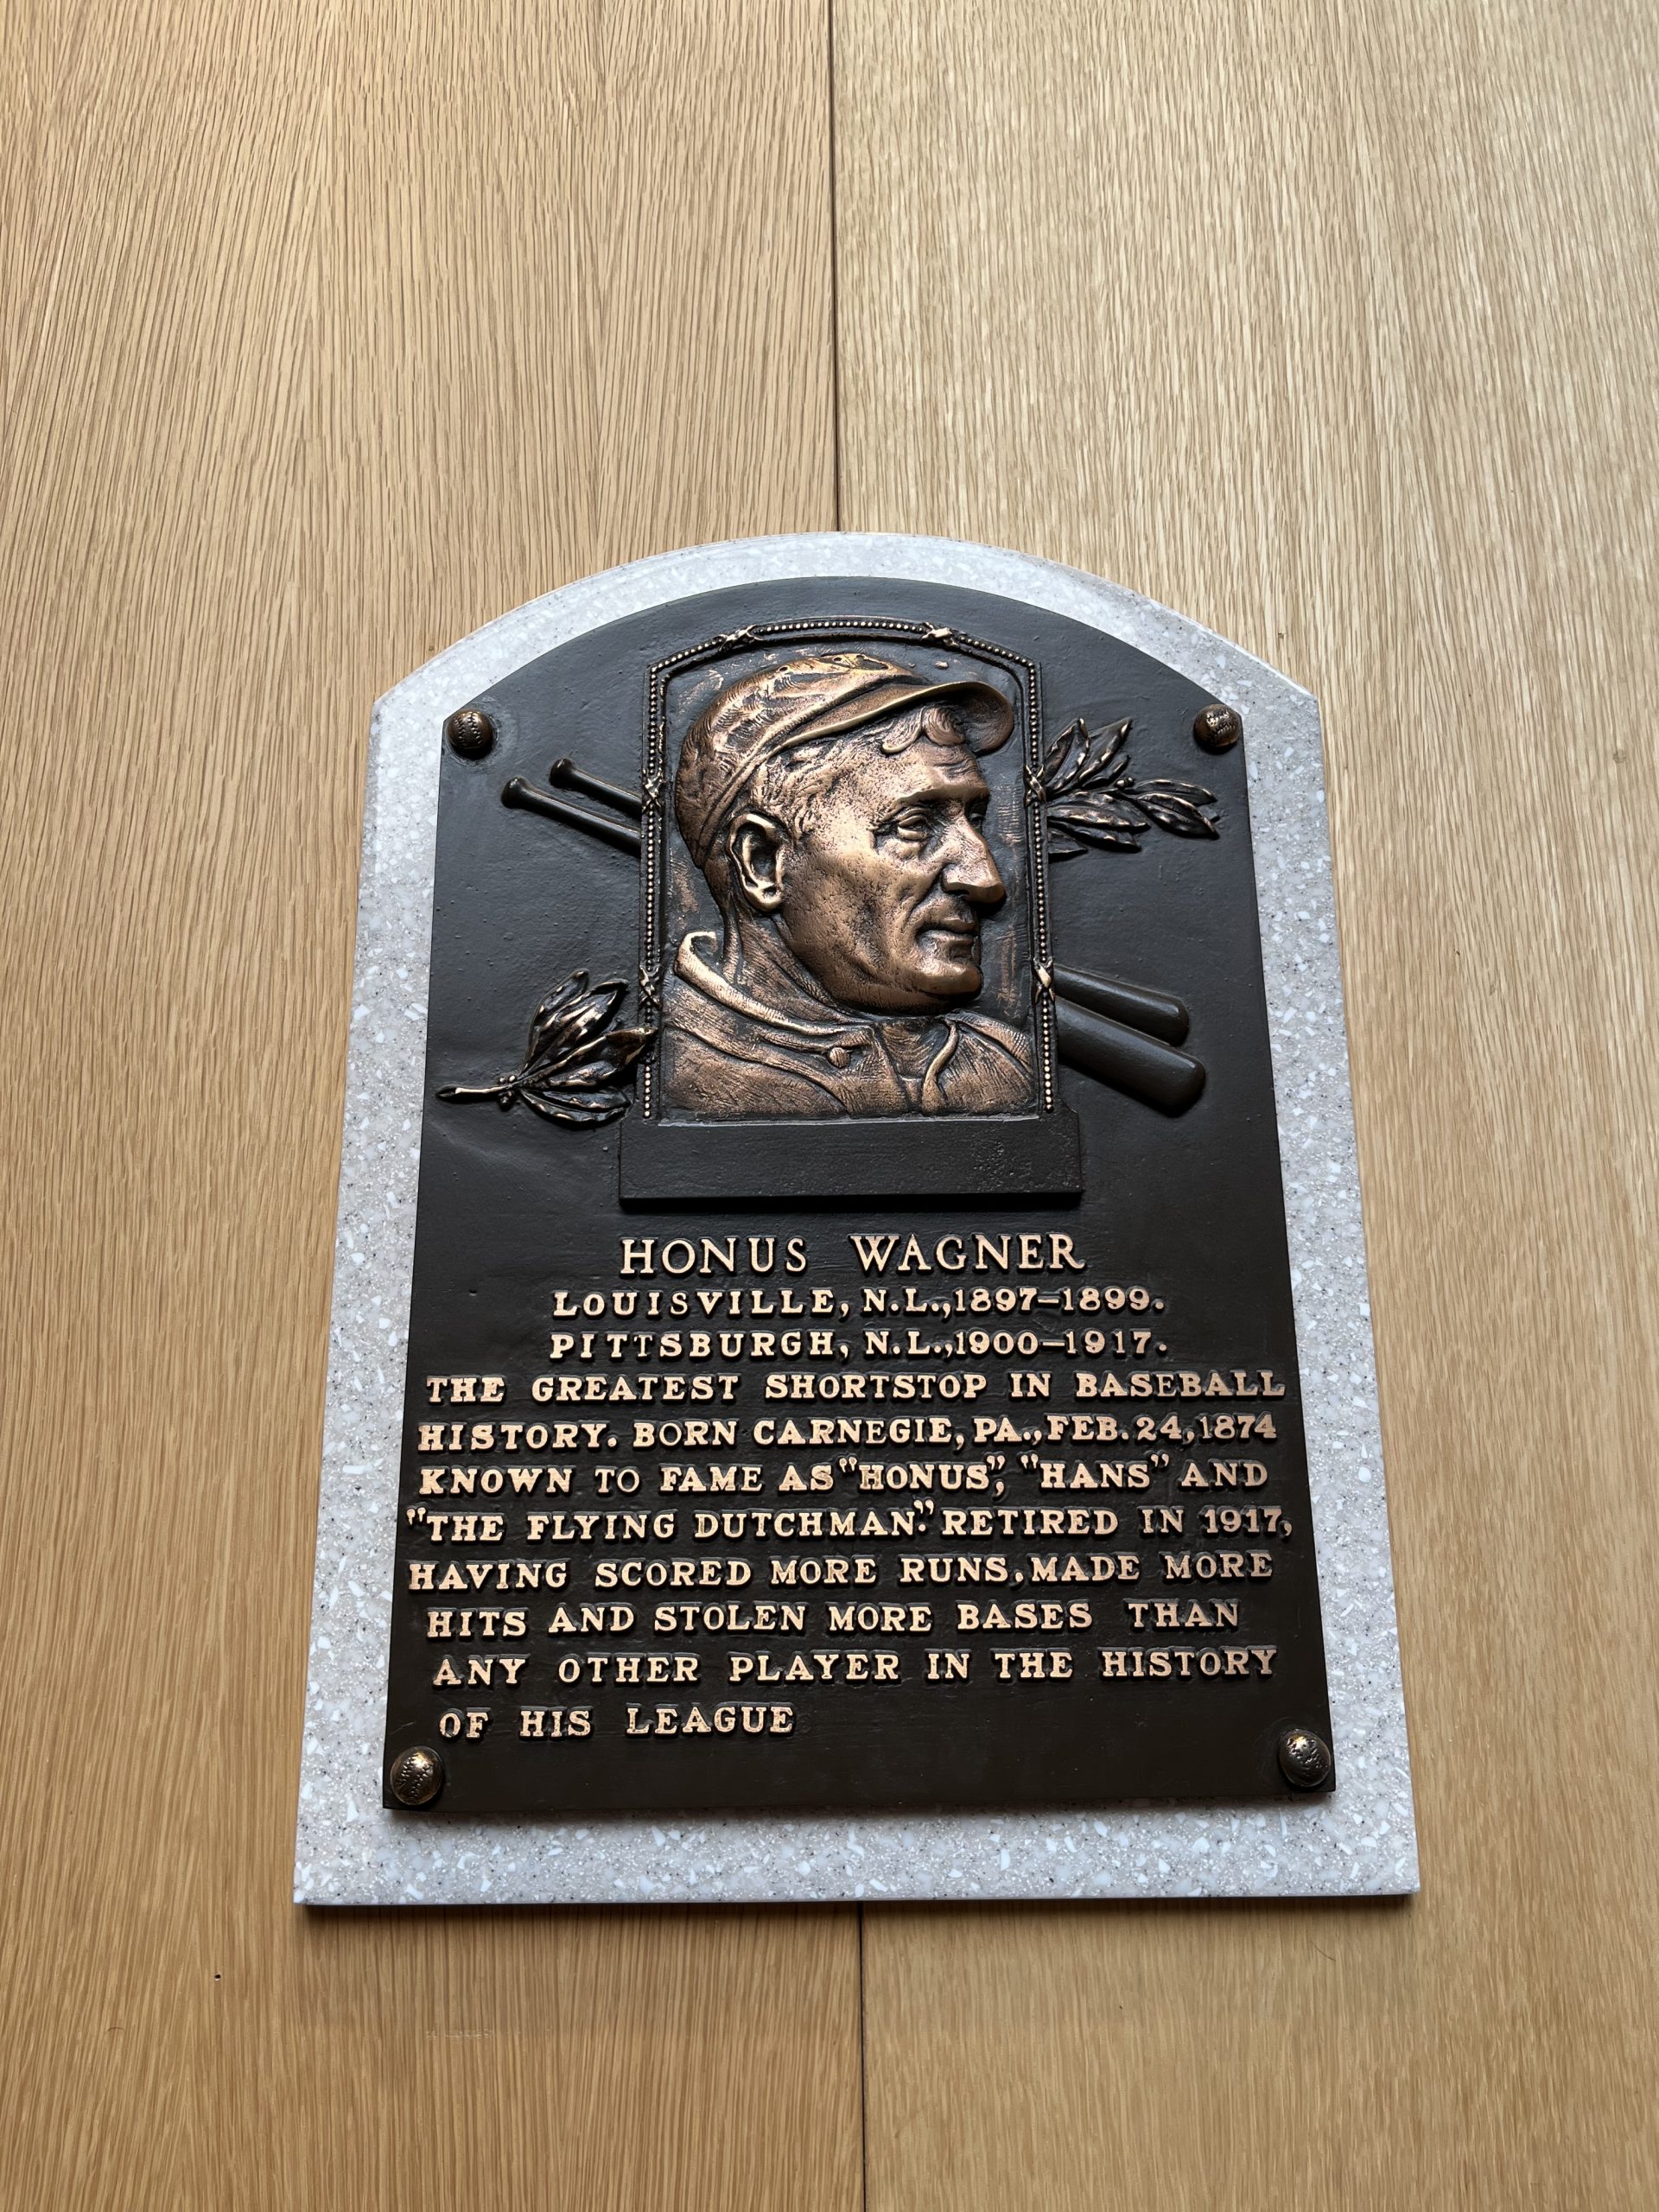 HONUS WAGNER
LOUISVILLE, N.L.,1897–1899.
PITTSBURGH, N.L.,1900–1917.
THE GREATEST SHORTSTOP IN BASEBALL
HISTORY. BORN CARNEGIE, PA.,FEB.24,1874
KNOWN TO FAME AS "HONUS", "HANS" AND
"THE FLYING DUTCHMAN." RETIRED IN 1917,
HAVING SCORED MORE RUNS, MADE MORE
HITS AND STOLEN MORE BASES THAN
ANY OTHER PLAYER IN THE HISTORY
OF HIS LEAGUE